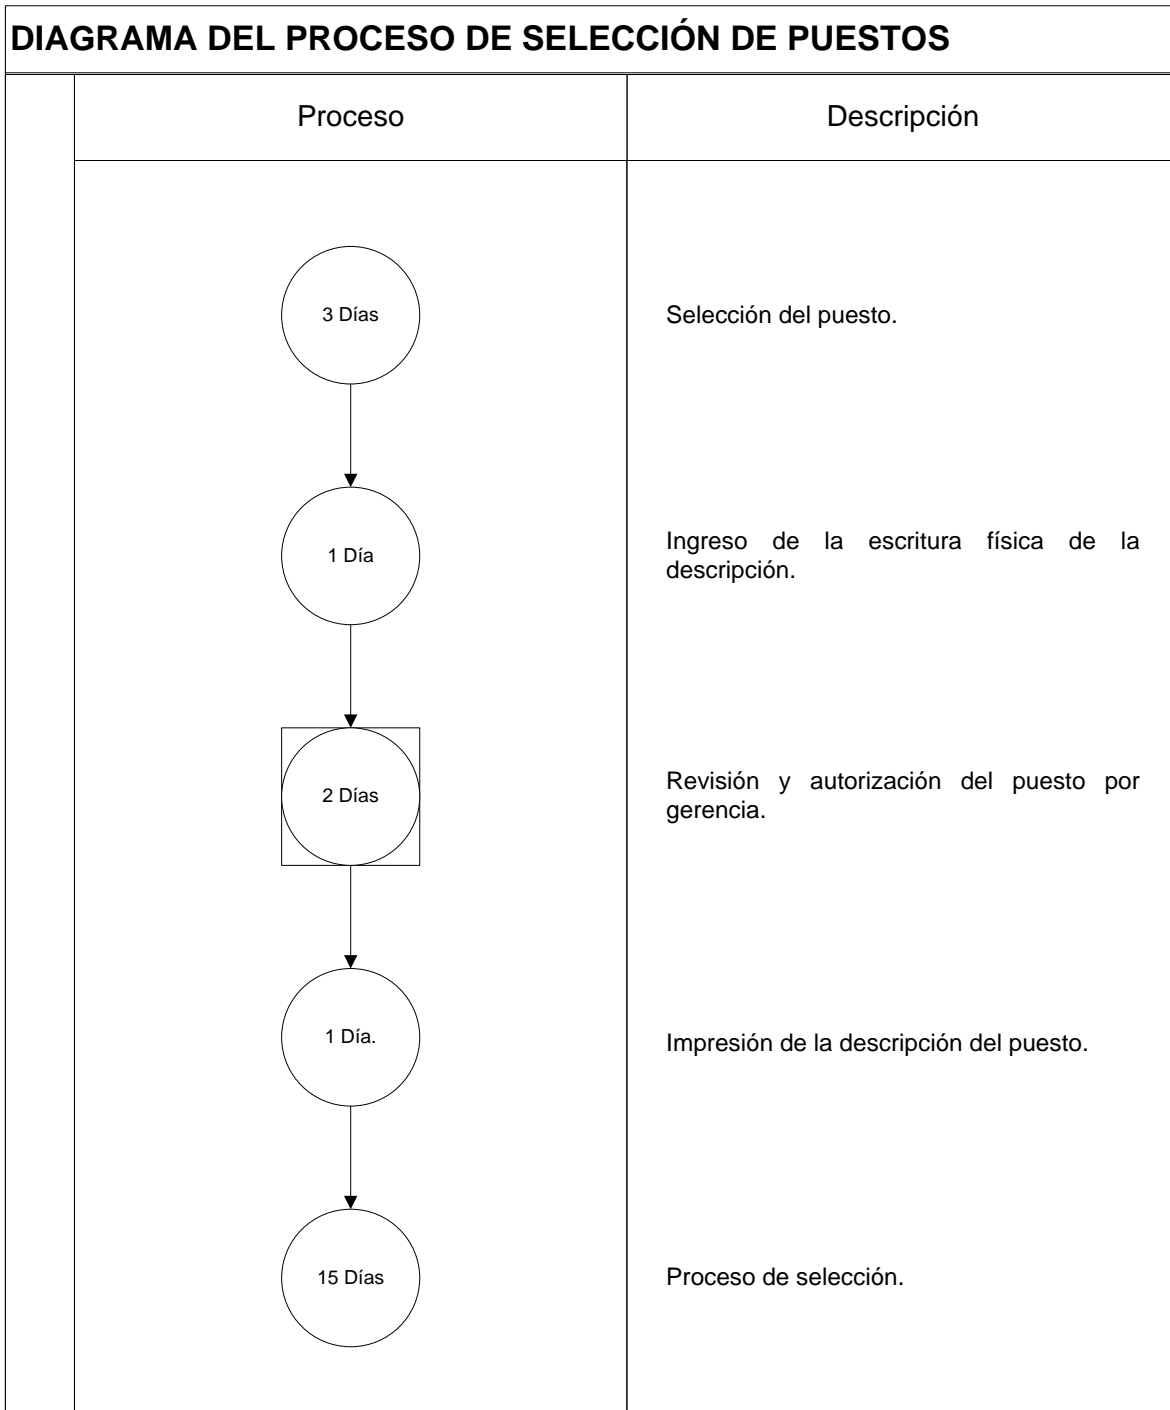 DIAGRAMA DEL PROCESO DE SELECCIÓN DE PUESTOS
Proceso
Descripción
3 Días
Selección del puesto.
1 Día
Ingreso de la escritura física de la
descripción.
2 Días
Revisión y autorización del puesto por
gerencia.
1 Día.
Impresión de la descripción del puesto.
15 Días
Proceso de selección.